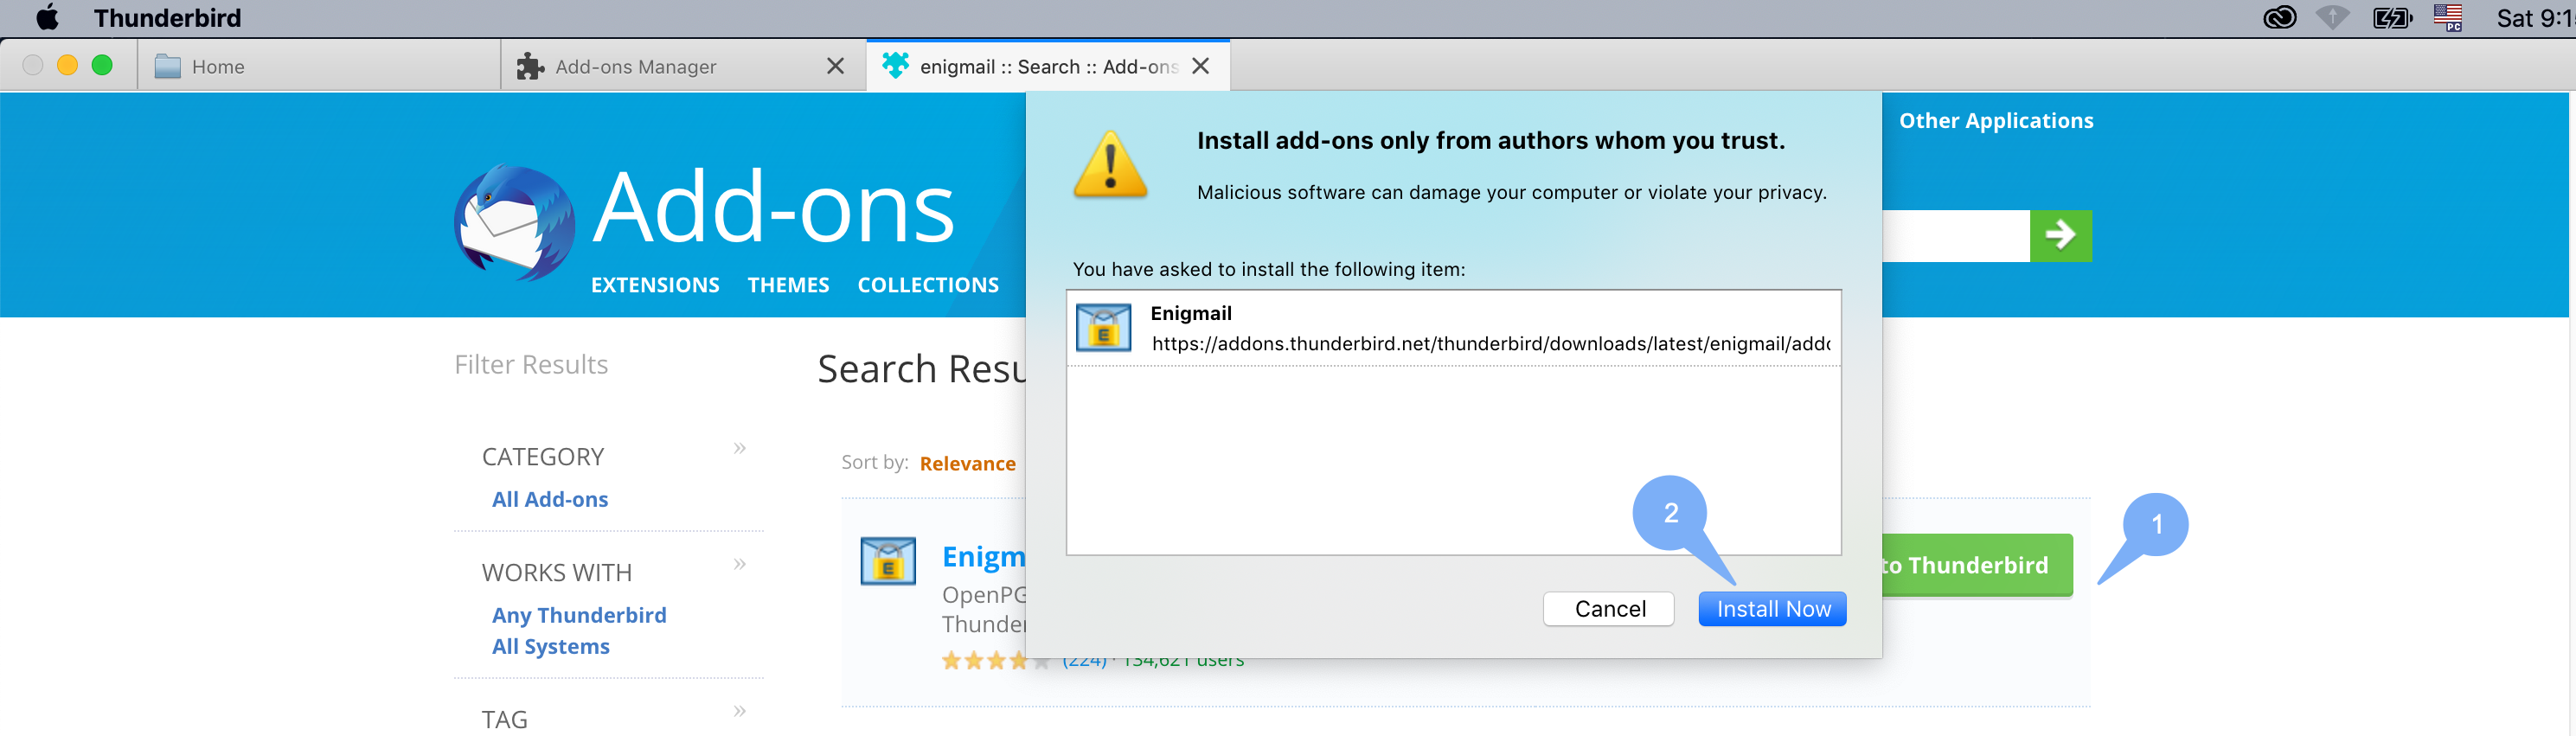 Thunderbird
PC
Sat 9:1
Home
Add-ons Manager
enigmail :: Search :: Add-ons
Other Applications
Add-ons
EXTENSIONS THEMES COLLECTIONS
Install add-ons only from authors whom you trust.
Malicious software can damage your computer or violate your privacy.
You have asked to install the following item:
E
Enigmail
https://addons.thunderbird.net/thunderbird/downloads/latest/enigmail/addo
2
Cancel
Install Now
Filter Results
CATEGORY »
All Add-ons
WORKS WITH »
Any Thunderbird
All Systems
TAG »
Search Resu
Sort by: Relevance
E
Enigm
OpenPG
Thunder
(224) · 134,621 users
to Thunderbird
1